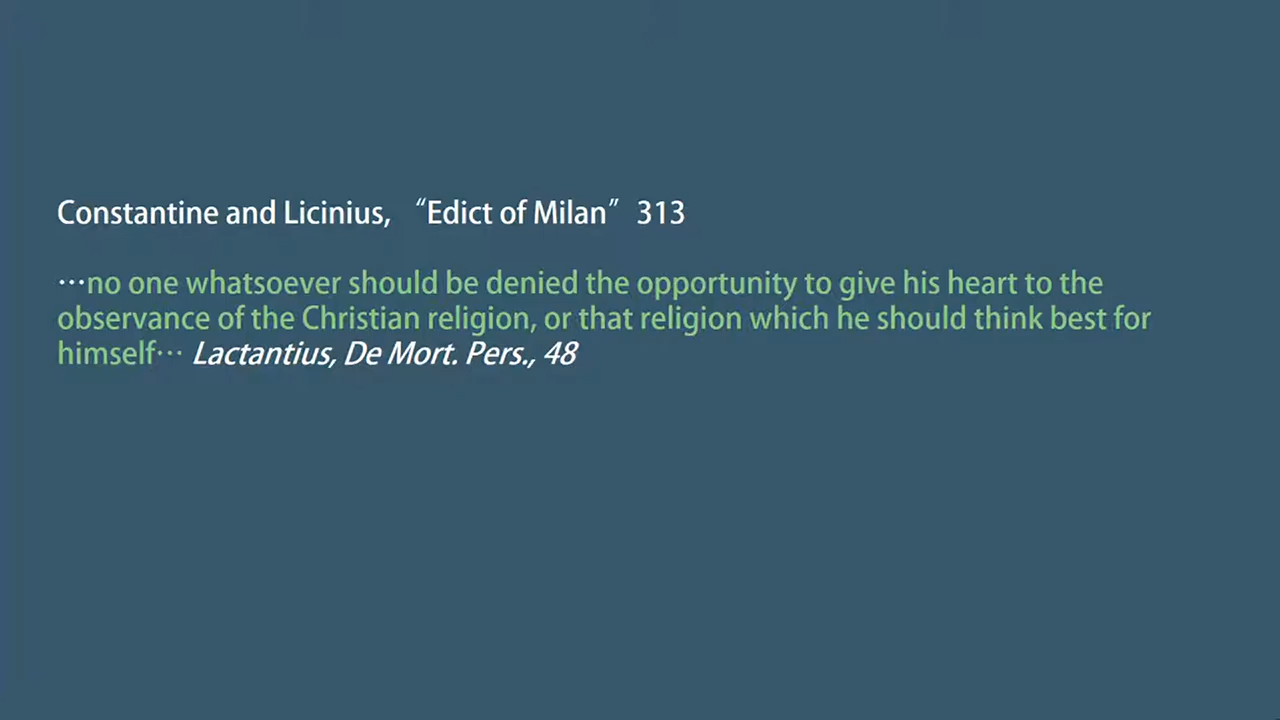 Constantine and Licinius, “Edict of Milan” 313
…no one whatsoever should be denied the opportunity to give his heart to the
observance of the Christian religion, or that religion which he should think best for
himself… Lactantius, De Mort. Pers., 48